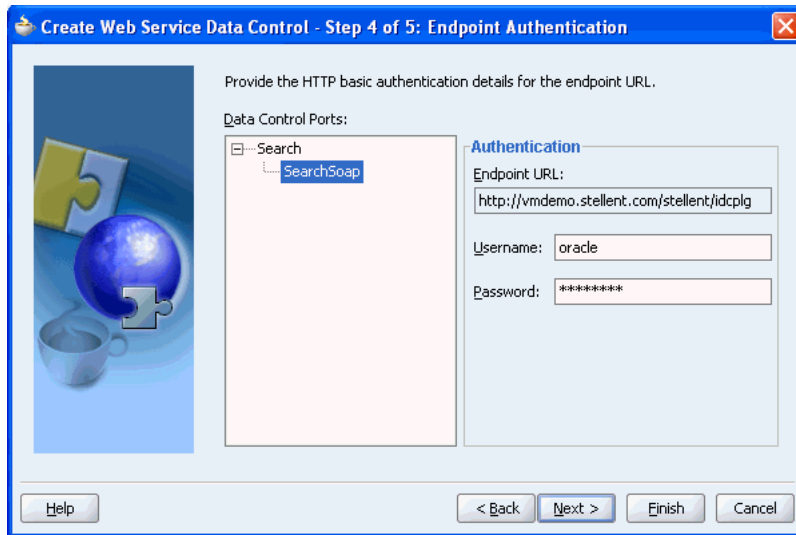 Create Web Service Data Control - Step 4 of 5: Endpoint Authentication
Provide the HTTP basic authentication details for the endpoint URL.
Data Control Ports:
Search
SearchSoap
Authentication
Endpoint URL:
http://vmdemo.stellent.com/stellent/idcplg
Username: oracle
Password: ********
Help < Back Next > Finish Cancel